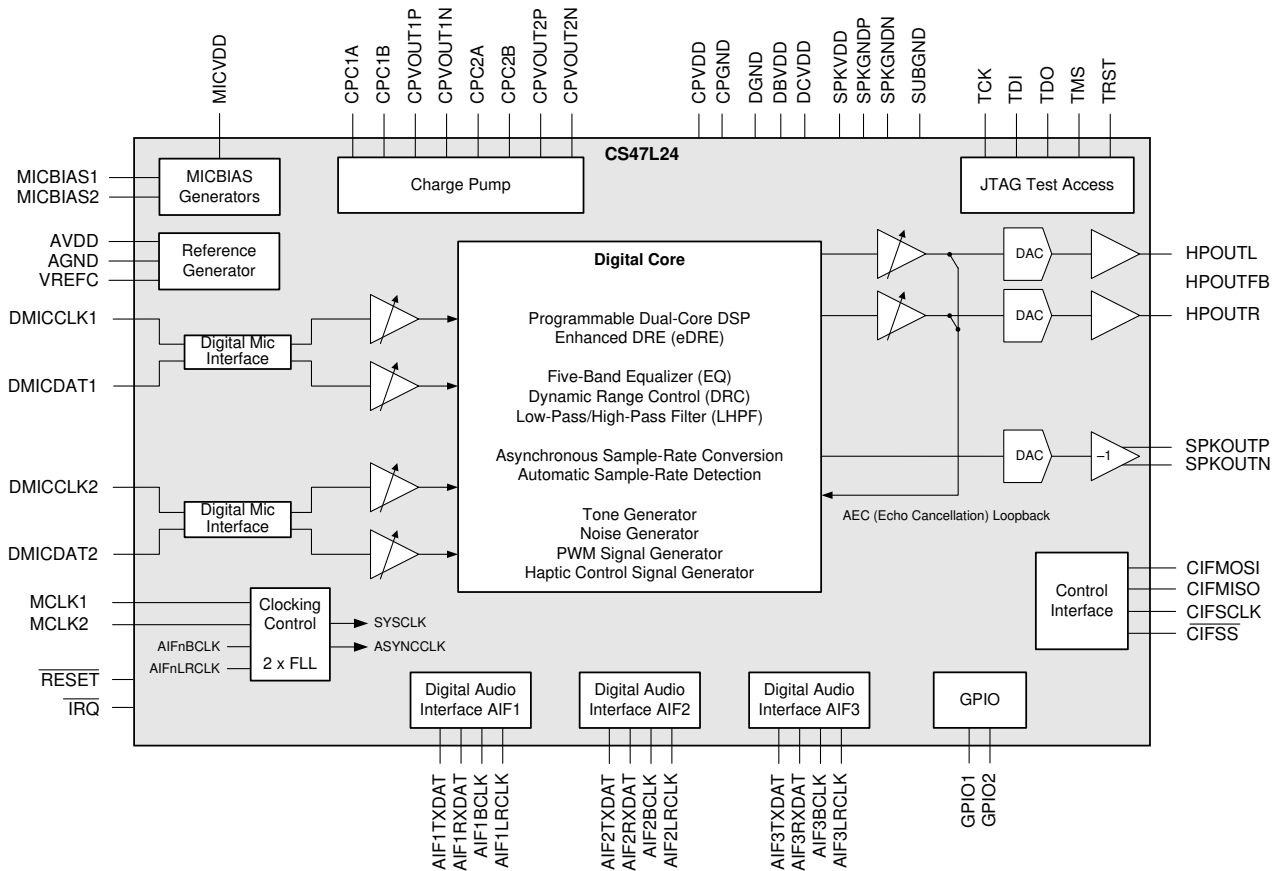 MICVDD
CPC1A
CPC1B
CPVOUT1P
CPVOUT1N
CPC2A
CPC2B
CPVOUT2P
CPVOUT2N
CPVDD
CPGND
DGND
DBVDD
DCVDD
SPKVDD
SPKGNDP
SPKGNDN
SUBGND
TCK
TDI
TDO
TMS
TRST
CS47L24
MICBIAS1
MICBIAS2
MICBIAS
Generators
Charge Pump
JTAG Test Access
AVDD
AGND
VREFC
Reference
Generator
Digital Core
Programmable Dual-Core DSP
Enhanced DRE (eDRE)
Five-Band Equalizer (EQ)
Dynamic Range Control (DRC)
Low-Pass/High-Pass Filter (LHPF)
Asynchronous Sample-Rate Conversion
Automatic Sample-Rate Detection
Tone Generator
Noise Generator
PWM Signal Generator
Haptic Control Signal Generator
DAC
HPOUTL
HPOUTFB
DAC
HPOUTR
DMICCLK1
DMICDAT1
Digital Mic
Interface
DAC
–1
SPKOUTP
SPKOUTN
DMICCLK2
DMICDAT2
Digital Mic
Interface
AEC (Echo Cancellation) Loopback
MCLK1
MCLK2
AIFnBCLK
AIFnLRCLK
Clocking
Control
2 x FLL
SYSCLK
ASYNCCLK
Control
Interface
CIFMOSI
CIFMISO
CIFSCLK
CIFSS
RESET
IRQ
Digital Audio
Interface AIF1
Digital Audio
Interface AIF2
Digital Audio
Interface AIF3
GPIO
AIF1TXDAT
AIF1RXDAT
AIF1BCLK
AIF1LRCLK
AIF2TXDAT
AIF2RXDAT
AIF2BCLK
AIF2LRCLK
AIF3TXDAT
AIF3RXDAT
AIF3BCLK
AIF3LRCLK
GPIO1
GPIO2